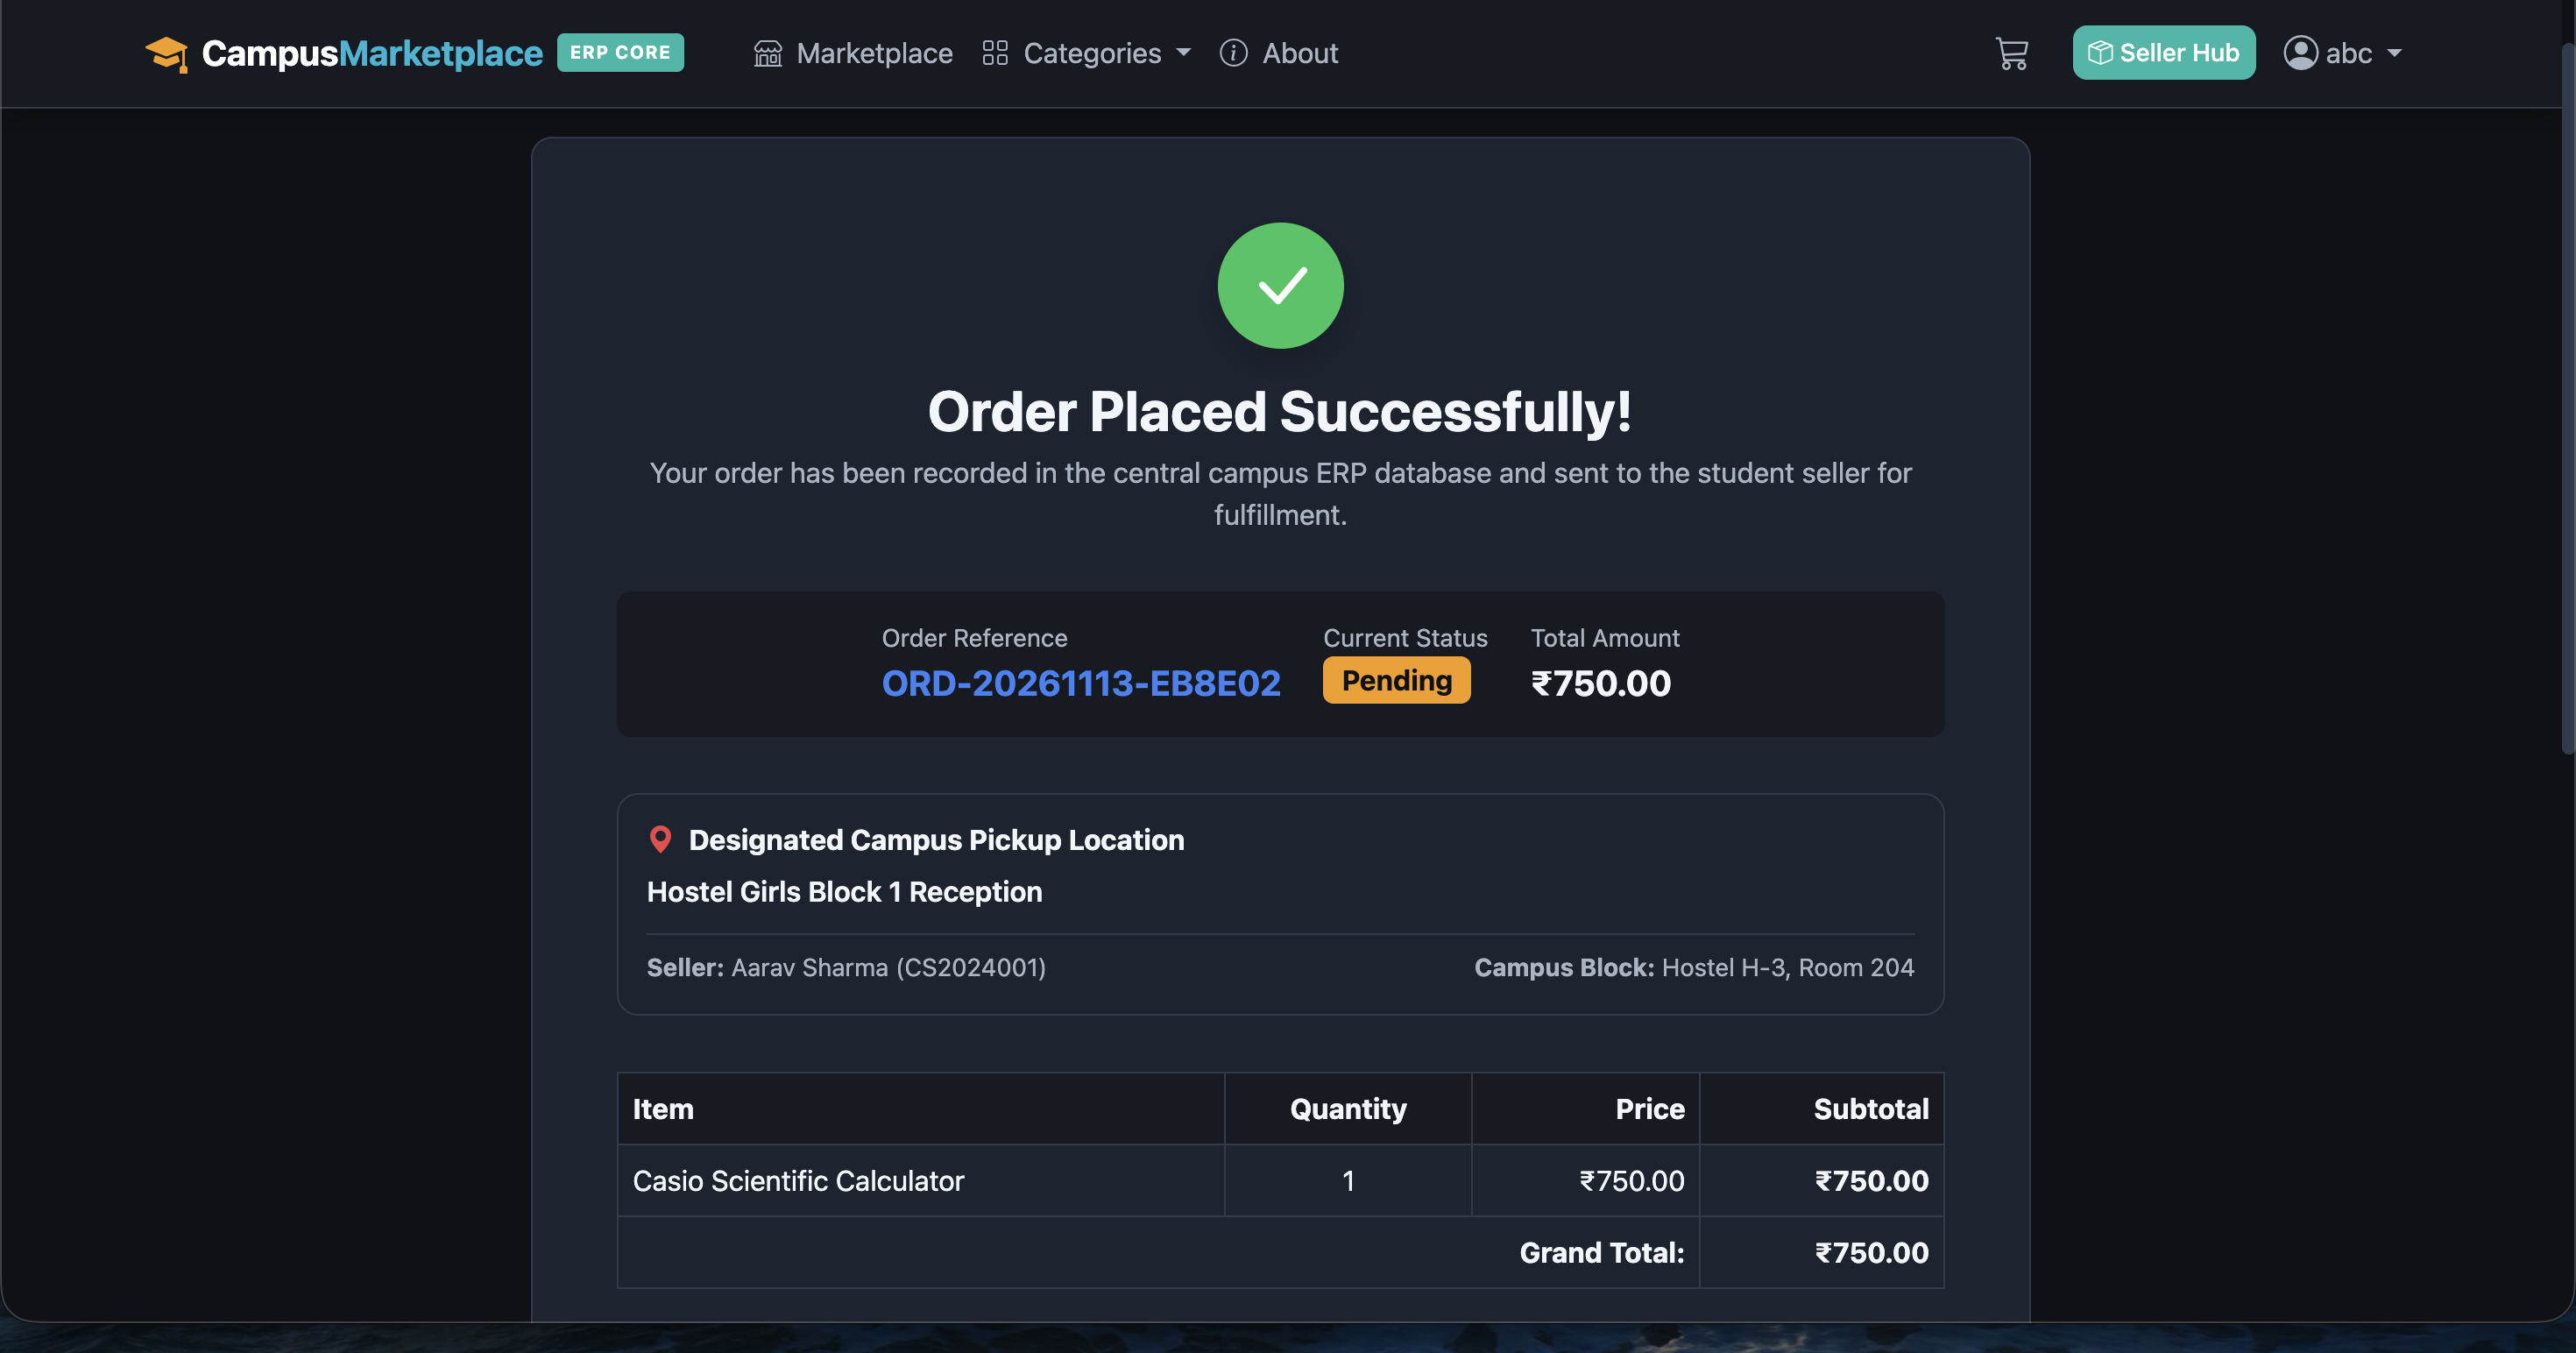 CampusMarketplace ERP CORE Marketplace Categories About Seller Hub abc
Order Placed Successfully!
Your order has been recorded in the central campus ERP database and sent to the student seller for
fulfillment.
Order Reference Current Status Total Amount
ORD-20261113-EB8E02 Pending ₹750.00
Designated Campus Pickup Location
Hostel Girls Block 1 Reception
Seller: Aarav Sharma (CS2024001) Campus Block: Hostel H-3, Room 204
Item Quantity Price Subtotal
Casio Scientific Calculator 1 ₹750.00 ₹750.00
Grand Total: ₹750.00